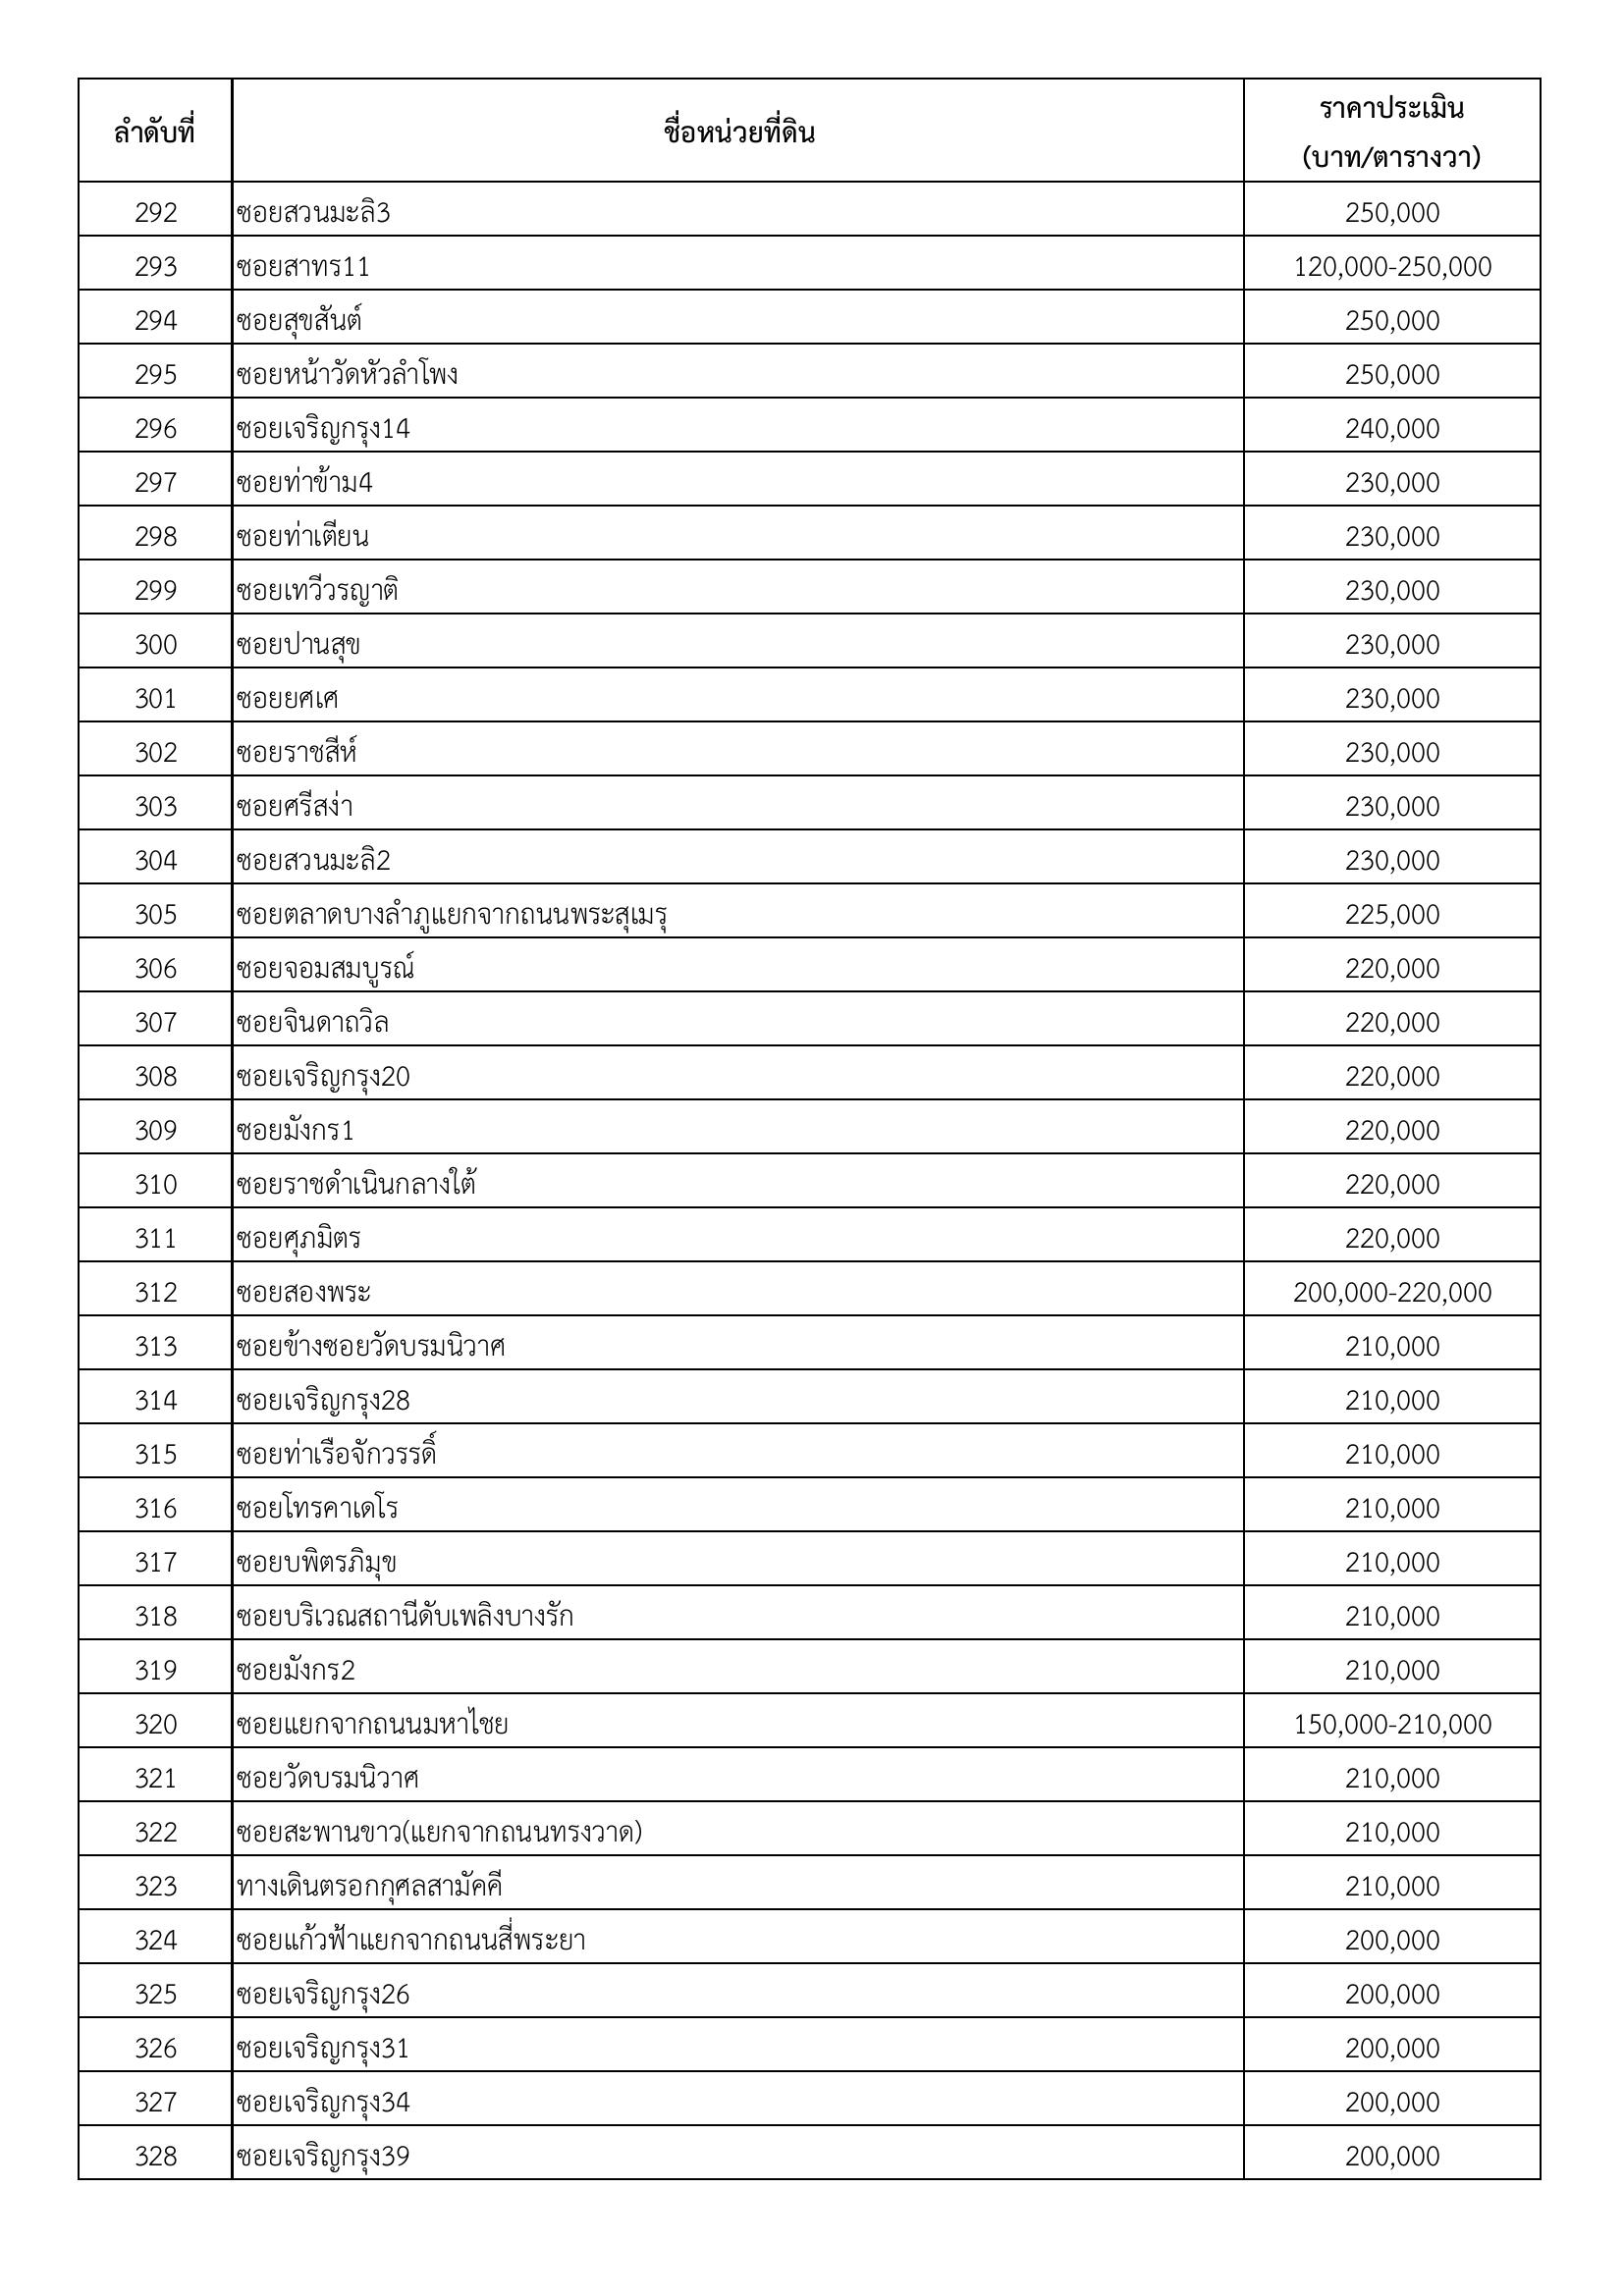 ลำดับที่ ชื่อหน่วยที่ดิน ราคาประเมิน
(บาท/ตารางวา)
292 ซอยสวนมะลิ3 250,000
293 ซอยสาทร11 120,000-250,000
294 ซอยสุขสันต์ 250,000
295 ซอยหน้าวัดหัวลำโพง 250,000
296 ซอยเจริญกรุง14 240,000
297 ซอยท่าข้าม4 230,000
298 ซอยท่าเตียน 230,000
299 ซอยเทวีวรญาติ 230,000
300 ซอยปานสุข 230,000
301 ซอยยศเศ 230,000
302 ซอยราชสีห์ 230,000
303 ซอยศรีสง่า 230,000
304 ซอยสวนมะลิ2 230,000
305 ซอยตลาดบางลำภูแยกจากถนนพระสุเมรุ 225,000
306 ซอยจอมสมบูรณ์ 220,000
307 ซอยจินดาถวิล 220,000
308 ซอยเจริญกรุง20 220,000
309 ซอยมังกร1 220,000
310 ซอยราชดำเนินกลางใต้ 220,000
311 ซอยศุภมิตร 220,000
312 ซอยสองพระ 200,000-220,000
313 ซอยข้างซอยวัดบรมนิวาศ 210,000
314 ซอยเจริญกรุง28 210,000
315 ซอยท่าเรือจักวรรดิ์ 210,000
316 ซอยโทรคาเดโร 210,000
317 ซอยบพิตรภิมุข 210,000
318 ซอยบริเวณสถานีดับเพลิงบางรัก 210,000
319 ซอยมังกร2 210,000
320 ซอยแยกจากถนนมหาไชย 150,000-210,000
321 ซอยวัดบรมนิวาศ 210,000
322 ซอยสะพานขาว(แยกจากถนนทรงวาด) 210,000
323 ทางเดินตรอกกุศลสามัคคี 210,000
324 ซอยแก้วฟ้าแยกจากถนนสี่พระยา 200,000
325 ซอยเจริญกรุง26 200,000
326 ซอยเจริญกรุง31 200,000
327 ซอยเจริญกรุง34 200,000
328 ซอยเจริญกรุง39 200,000